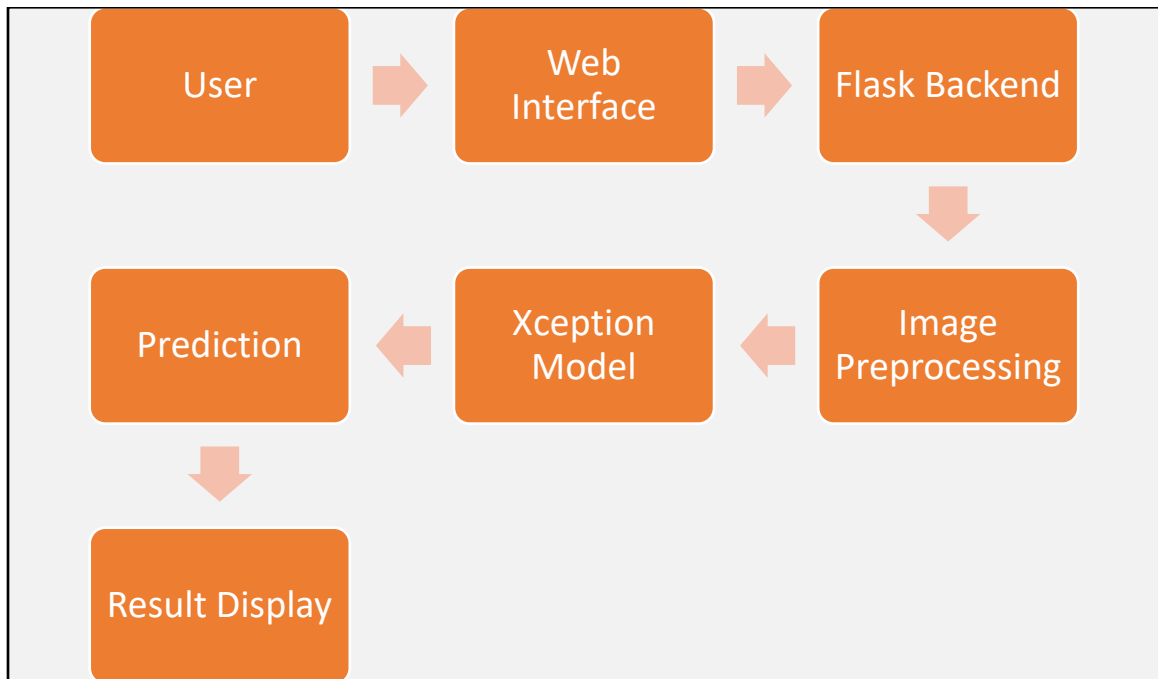 User
Web
Interface
Flask Backend
Image
Preprocessing
Xception
Model
Prediction
Result Display